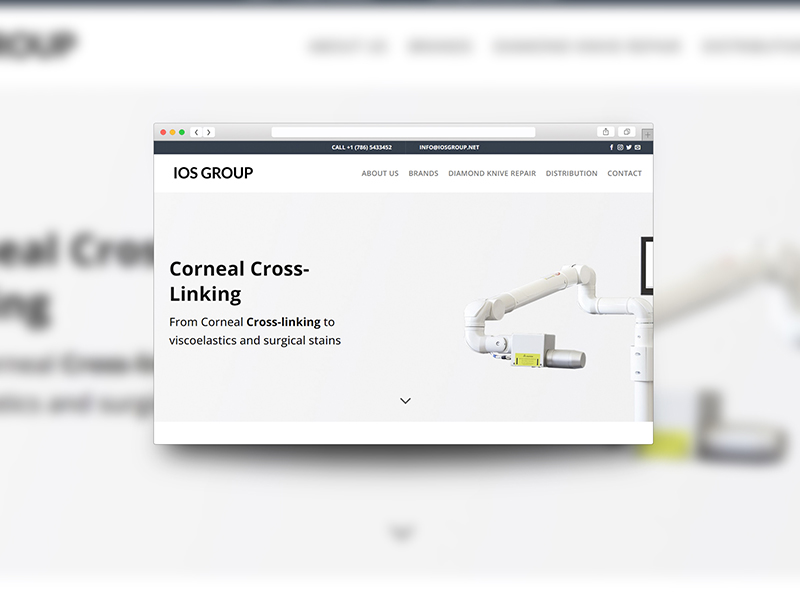 CALL +1 (786) 5433452 INFO@IOSGROUP.NET
IOS GROUP ABOUT US BRANDS DIAMOND KNIVE REPAIR DISTRIBUTION CONTACT
Corneal Cross-
Linking
From Corneal Cross-linking to
viscoelastics and surgical stains